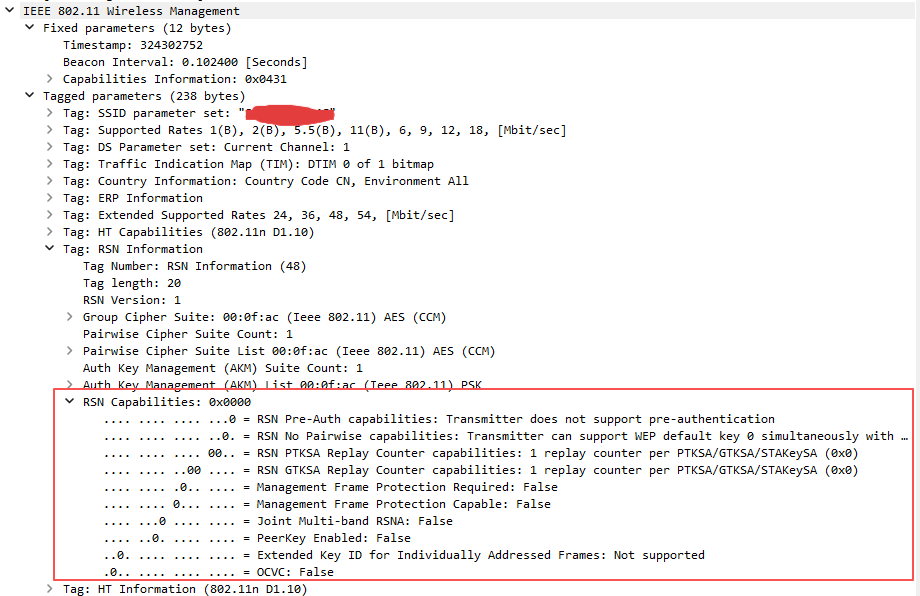 IEEE 802.11 Wireless Management
Fixed parameters (12 bytes)
Timestamp: 324302752
Beacon Interval: 0.102400 [Seconds]
Capabilities Information: 0x0431
Tagged parameters (238 bytes)
Tag: SSID parameter set: "
Tag: Supported Rates 1(B), 2(B), 5.5(B), 11(B), 6, 9, 12, 18, [Mbit/sec]
Tag: DS Parameter set: Current Channel: 1
Tag: Traffic Indication Map (TIM): DTIM 0 of 1 bitmap
Tag: Country Information: Country Code CN, Environment All
Tag: ERP Information
Tag: Extended Supported Rates 24, 36, 48, 54, [Mbit/sec]
Tag: HT Capabilities (802.11n D1.10)
Tag: RSN Information
Tag Number: RSN Information (48)
Tag length: 20
RSN Version: 1
Group Cipher Suite: 00:0f:ac (Ieee 802.11) AES (CCM)
Pairwise Cipher Suite Count: 1
Pairwise Cipher Suite List 00:0f:ac (Ieee 802.11) AES (CCM)
Auth Key Management (AKM) Suite Count: 1
Auth Key Management (AKM) List 00:0f:ac (Ieee 802.11) PSK
RSN Capabilities: 0x0000
.... .... .... ...0 = RSN Pre-Auth capabilities: Transmitter does not support pre-authentication
.... .... .... ..0. = RSN No Pairwise capabilities: Transmitter can support WEP default key 0 simultaneously with …
.... .... .... 00.. = RSN PTKSA Replay Counter capabilities: 1 replay counter per PTKSA/GTKSA/STAKeySA (0x0)
.... .... ..00 .... = RSN GTKSA Replay Counter capabilities: 1 replay counter per PTKSA/GTKSA/STAKeySA (0x0)
.... .... .0.. .... = Management Frame Protection Required: False
.... .... 0... .... = Management Frame Protection Capable: False
.... ...0 .... .... = Joint Multi-band RSNA: False
.... ..0. .... .... = PeerKey Enabled: False
..0. .... .... .... = Extended Key ID for Individually Addressed Frames: Not supported
.0.. .... .... .... = OCVC: False
Tag: HT Information (802.11n D1.10)